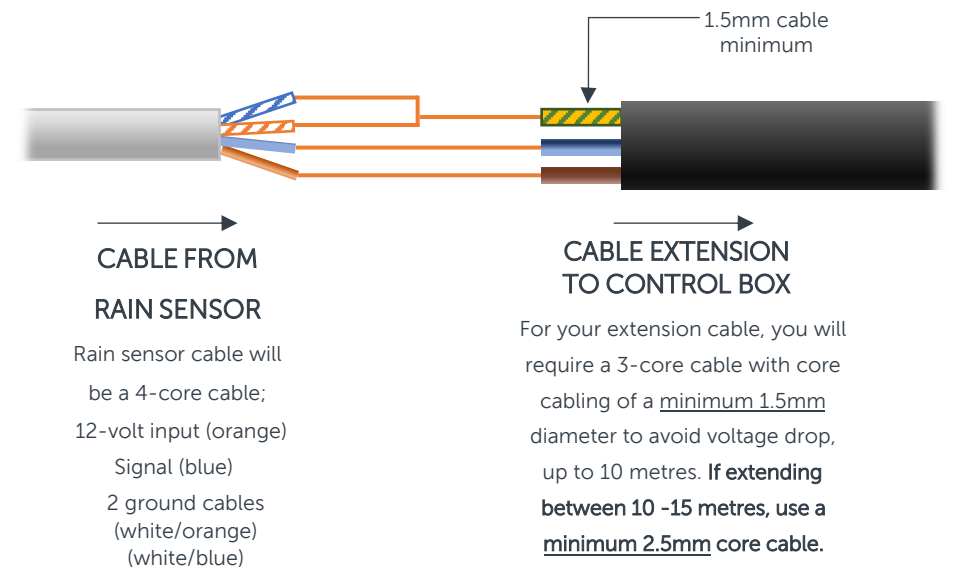 1.5mm cable
minimum
CABLE FROM
RAIN SENSOR
Rain sensor cable will
be a 4-core cable;
12-volt input (orange)
Signal (blue)
2 ground cables
(white/orange)
(white/blue)
CABLE EXTENSION
TO CONTROL BOX
For your extension cable, you will
require a 3-core cable with core
cabling of a minimum 1.5mm
diameter to avoid voltage drop,
up to 10 metres. If extending
between 10 -15 metres, use a
minimum 2.5mm core cable.